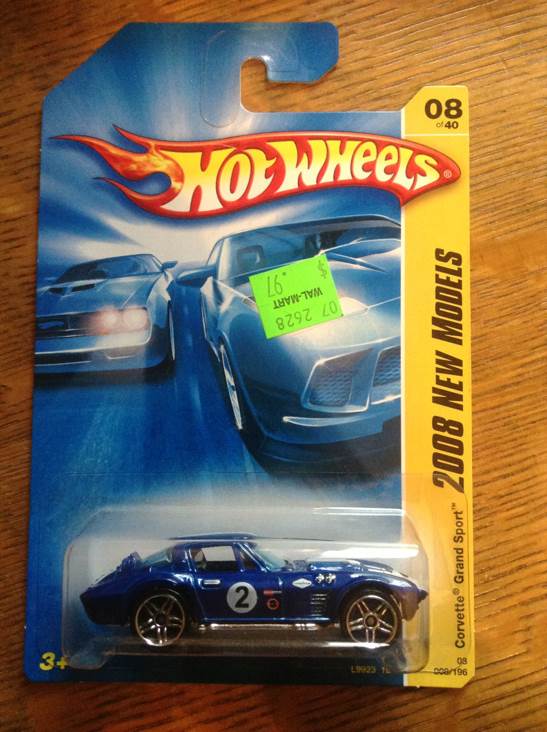 08
of 40
HOT WHEELS®
$ .97
WAL-MART
07 2628
2008 NEW MODELS
Corvette® Grand Sport™
2
3+
08
008/196